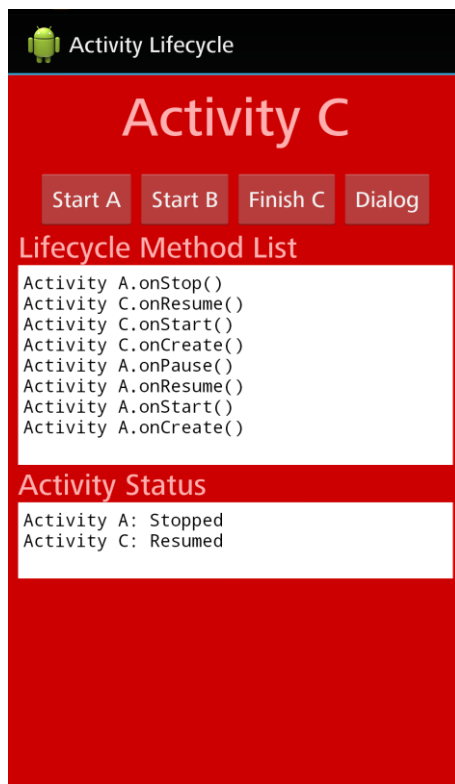 Activity Lifecycle
Activity C
Start A Start B Finish C Dialog
Lifecycle Method List
Activity A.onStop()
Activity C.onResume()
Activity C.onStart()
Activity C.onCreate()
Activity A.onPause()
Activity A.onResume()
Activity A.onStart()
Activity A.onCreate()
Activity Status
Activity A: Stopped
Activity C: Resumed